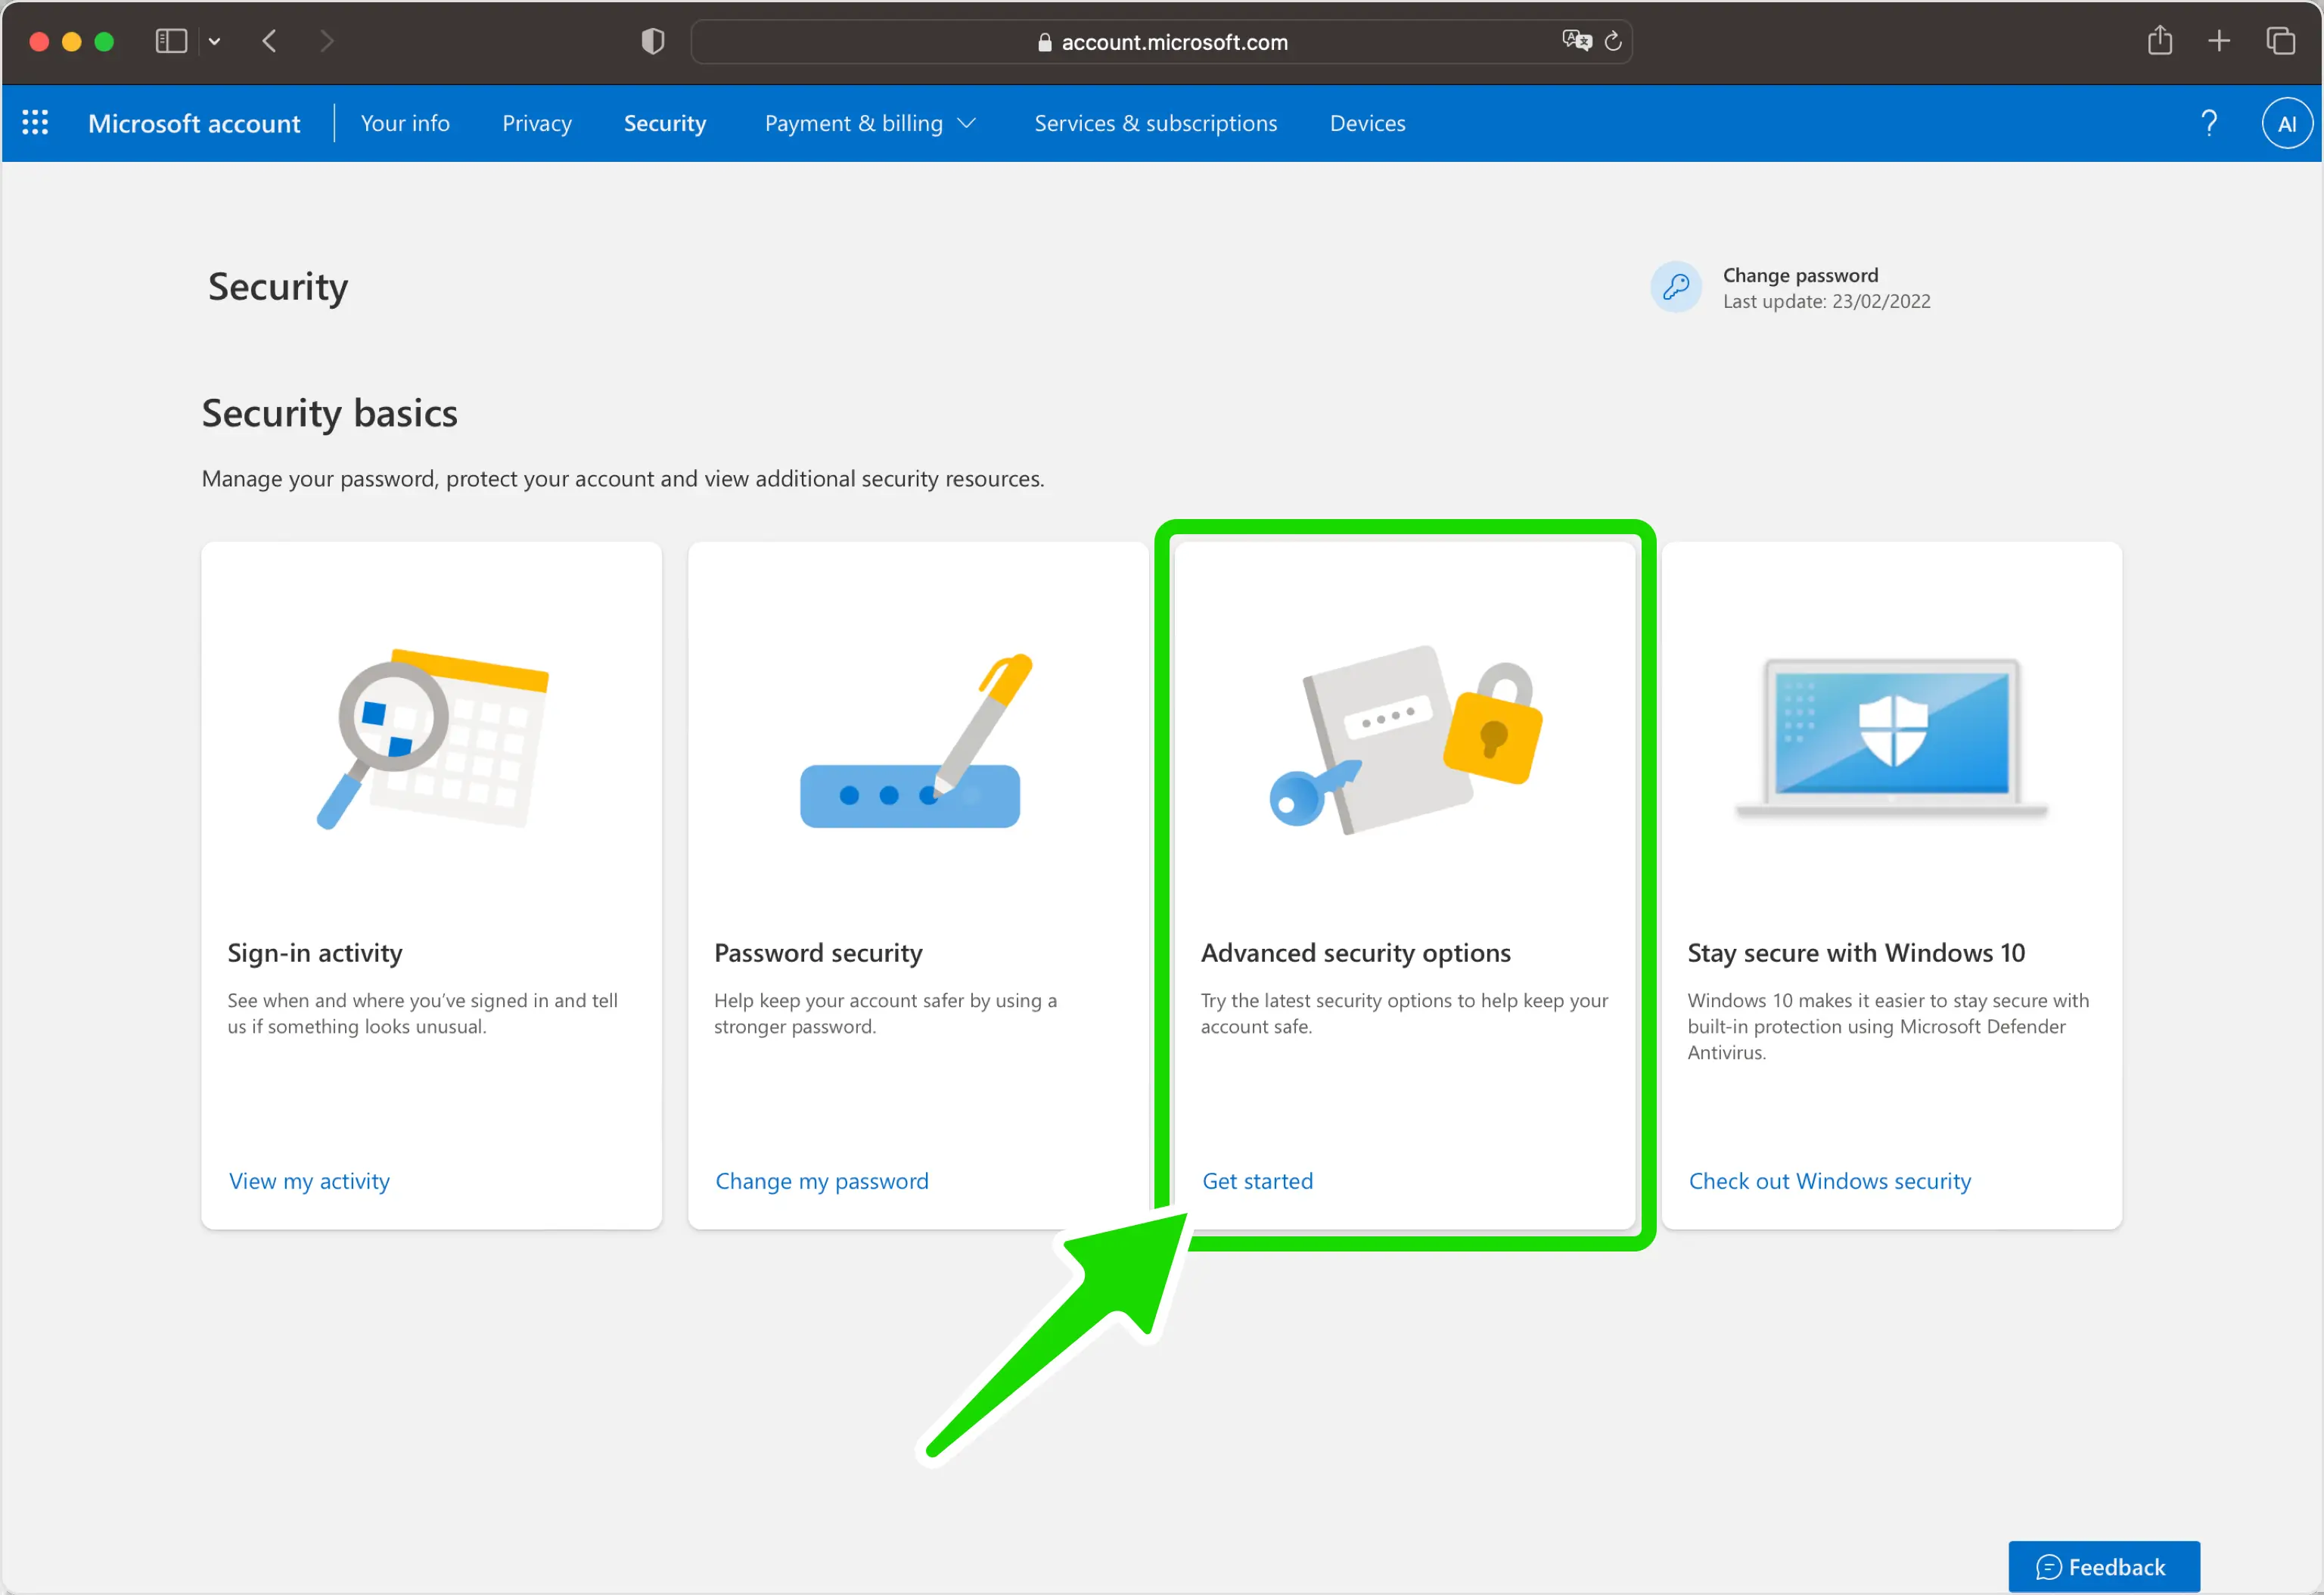 account.microsoft.com
Microsoft account
Your info
Privacy
Security
Payment & billing
Services & subscriptions
Devices
?
AI
Security
Change password
Last update: 23/02/2022
Security basics
Manage your password, protect your account and view additional security resources.
Sign-in activity
See when and where you've signed in and tell
us if something looks unusual.
View my activity
Password security
Help keep your account safer by using a
stronger password.
Change my password
Advanced security options
Try the latest security options to help keep your
account safe.
Get started
Stay secure with Windows 10
Windows 10 makes it easier to stay secure with
built-in protection using Microsoft Defender
Antivirus.
Check out Windows security
Feedback